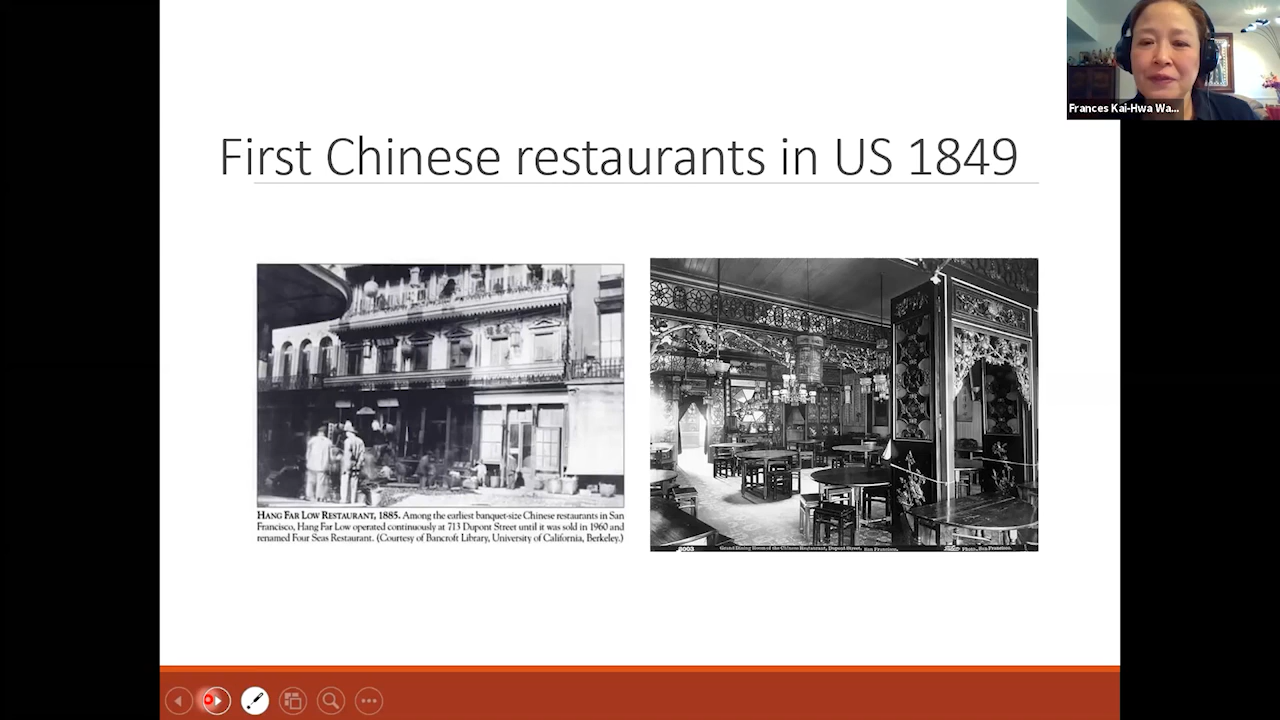 Frances Kai-Hwa Wa...
First Chinese restaurants in US 1849
HANG FAR LOW RESTAURANT, 1885. Among the earliest banquet-size Chinese restaurants in San
Francisco, Hang Far Low operated continuously at 713 Dupont Street until it was sold in 1960 and
renamed Four Seas Restaurant. (Courtesy of Bancroft Library, University of California, Berkeley.)
Grand Dining Room of the Chinese Restaurant, Dupont Street, San Francisco.
Photo, San Francisco.